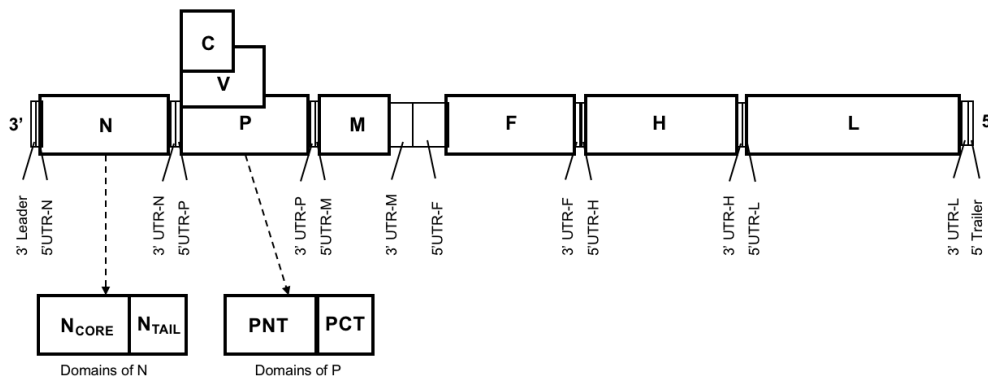 C
V
3'
N
P
M
F
H
L
5
3' Leader
5'UTR-N
3' UTR-N
5'UTR-P
3' UTR-P
5'UTR-M
3' UTR-M
5'UTR-F
3' UTR-F
5'UTR-H
3' UTR-H
5'UTR-L
3' UTR-L
5' Trailer
NCORE
NTAIL
PNT
PCT
Domains of N
Domains of P